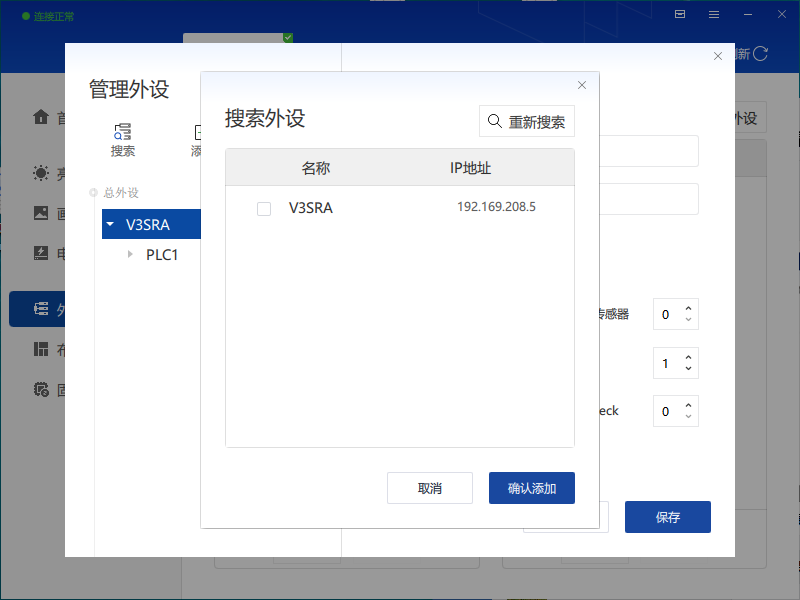 连接正常
新
管理外设
搜索外设
重新搜索
外设
首
搜索
添
名称
IP地址
亮
总外设
V3SRA
192.169.208.5
画
V3SRA
电
PLC1
外
传感器
0
布
1
固
eck
0
取消
确认添加
保存